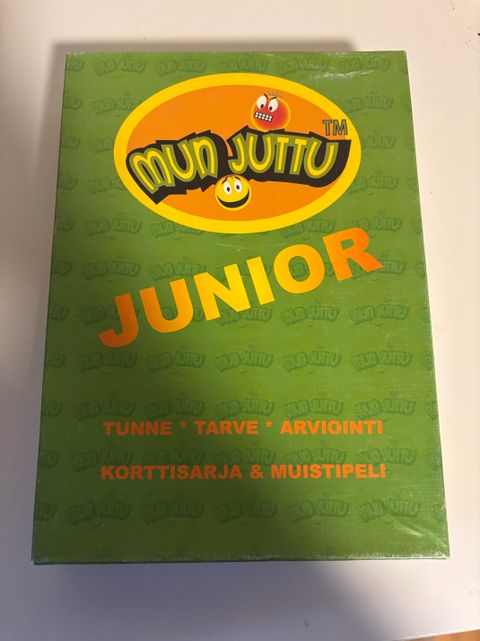 MUN JUTTU
TM
JUNIOR
TUNNE * TARVE * ARVIOINTI
KORTTISARJA & MUISTIPELI